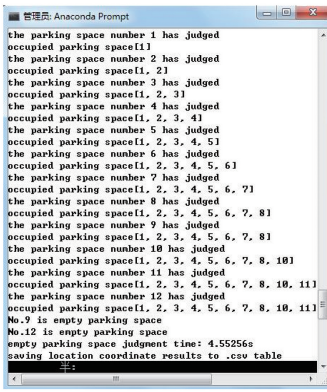 管理员: Anaconda Prompt
the parking space number 1 has judged
occupied parking space[1]
the parking space number 2 has judged
occupied parking space[1, 2]
the parking space number 3 has judged
occupied parking space[1, 2, 3]
the parking space number 4 has judged
occupied parking space[1, 2, 3, 4]
the parking space number 5 has judged
occupied parking space[1, 2, 3, 4, 5]
the parking space number 6 has judged
occupied parking space[1, 2, 3, 4, 5, 6]
the parking space number 7 has judged
occupied parking space[1, 2, 3, 4, 5, 6, 7]
the parking space number 8 has judged
occupied parking space[1, 2, 3, 4, 5, 6, 7, 8]
the parking space number 9 has judged
occupied parking space[1, 2, 3, 4, 5, 6, 7, 8]
the parking space number 10 has judged
occupied parking space[1, 2, 3, 4, 5, 6, 7, 8, 10]
the parking space number 11 has judged
occupied parking space[1, 2, 3, 4, 5, 6, 7, 8, 10, 11]
the parking space number 12 has judged
occupied parking space[1, 2, 3, 4, 5, 6, 7, 8, 10, 11]
No.9 is empty parking space
No.12 is empty parking space
empty parking space judgment time: 4.55256s
saving location coordinate results to .csv table
半: